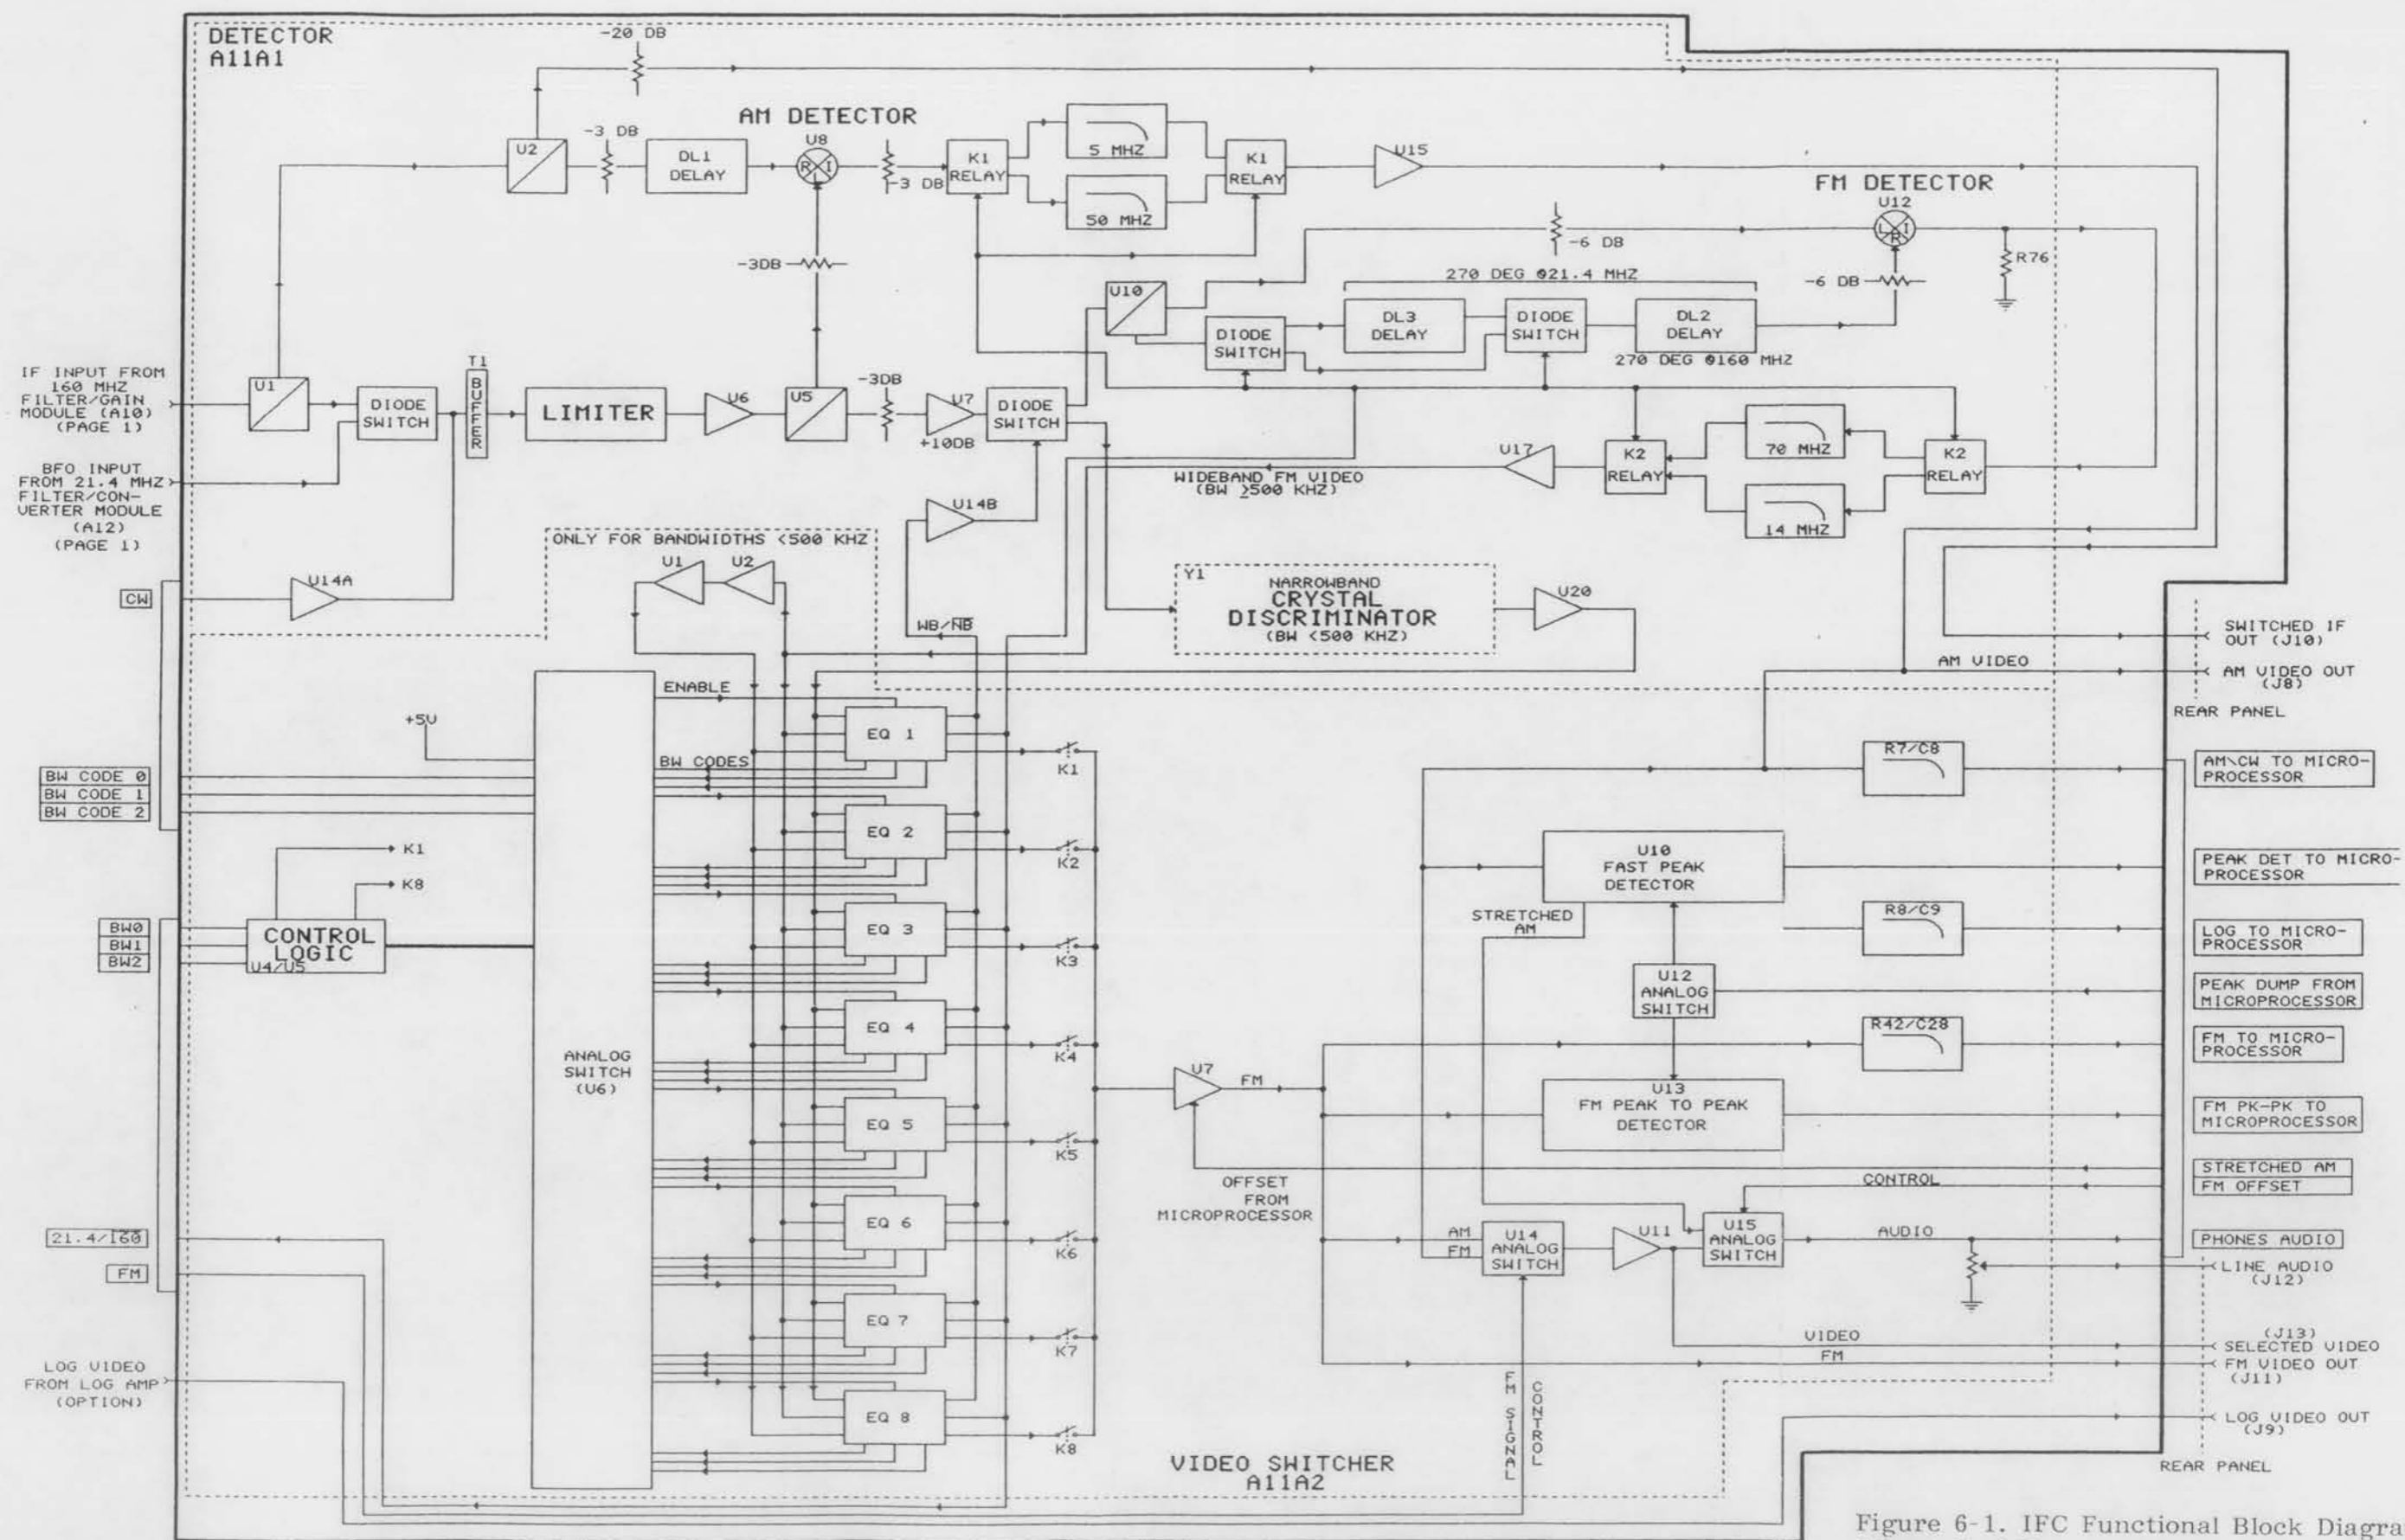 DETECTOR
A11A1
-20 DB
AM DETECTOR
U2
-3 DB
DL1
DELAY
U8
R I
L
-3 DB
K1
RELAY
5 MHZ
50 MHZ
K1
RELAY
U15
FM DETECTOR
U12
L I
R
-6 DB
R76
-6 DB
-3DB
U10
270 DEG @21.4 MHZ
DIODE
SWITCH
DL3
DELAY
DIODE
SWITCH
DL2
DELAY
270 DEG @160 MHZ
IF INPUT FROM
160 MHZ
FILTER/GAIN
MODULE (A10)
(PAGE 1)
U1
DIODE
SWITCH
T1
BUFFER
LIMITER
U6
U5
-3DB
U7
+10DB
DIODE
SWITCH
BFO INPUT
FROM 21.4 MHZ
FILTER/CON-
VERTER MODULE
(A12)
(PAGE 1)
U17
K2
RELAY
70 MHZ
14 MHZ
K2
RELAY
WIDEBAND FM VIDEO
(BW ≥500 KHZ)
U14B
ONLY FOR BANDWIDTHS <500 KHZ
U1
U2
CW
U14A
WB/N̅B̅
Y1
NARROWBAND
CRYSTAL
DISCRIMINATOR
(BW <500 KHZ)
U20
SWITCHED IF
OUT (J10)
AM VIDEO
AM VIDEO OUT
(J8)
REAR PANEL
ENABLE
+5V
BW CODES
BW CODE 0
BW CODE 1
BW CODE 2
K1
K8
BW0
BW1
BW2
CONTROL
LOGIC
U4/U5
ANALOG
SWITCH
(U6)
EQ 1
K1
EQ 2
K2
EQ 3
K3
EQ 4
K4
EQ 5
K5
EQ 6
K6
EQ 7
K7
EQ 8
K8
R7/C8
AM\CW TO MICRO-
PROCESSOR
U10
FAST PEAK
DETECTOR
PEAK DET TO MICRO-
PROCESSOR
STRETCHED
AM
R8/C9
LOG TO MICRO-
PROCESSOR
U12
ANALOG
SWITCH
PEAK DUMP FROM
MICROPROCESSOR
R42/C28
FM TO MICRO-
PROCESSOR
U7
FM
U13
FM PEAK TO PEAK
DETECTOR
FM PK-PK TO
MICROPROCESSOR
OFFSET
FROM
MICROPROCESSOR
STRETCHED AM
FM OFFSET
CONTROL
21.4/1̅6̅0̅
FM
AM
FM
U14
ANALOG
SWITCH
U11
U15
ANALOG
SWITCH
AUDIO
PHONES AUDIO
LINE AUDIO
(J12)
VIDEO
(J13)
SELECTED VIDEO
FM
FM VIDEO OUT
(J11)
LOG VIDEO
FROM LOG AMP
(OPTION)
FM SIGNAL
CONTROL
LOG VIDEO OUT
(J9)
VIDEO SWITCHER
A11A2
REAR PANEL
Figure 6-1. IFC Functional Block Diagra